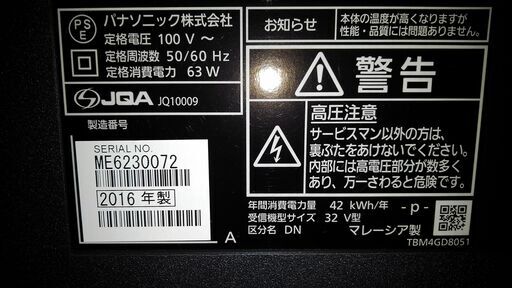 PSE
パナソニック株式会社
定格電圧 100 V ～
定格周波数 50/60 Hz
定格消費電力 63 W
JQA JQ10009
製造番号
SERIAL NO.
ME6230072
2016 年製
A
お知らせ
本体の温度が高くなりますが
性能・品質には問題ありません。
警告
高圧注意
サービスマン以外の方は、
裏ぶたをあけないでください。
内部には高電圧部分が数多く
あり、万一さわると危険です。
年間消費電力量 42 kWh/年
受信機型サイズ 32 V型
区分名 DN
- p -
マレーシア製
TBM4GD8051